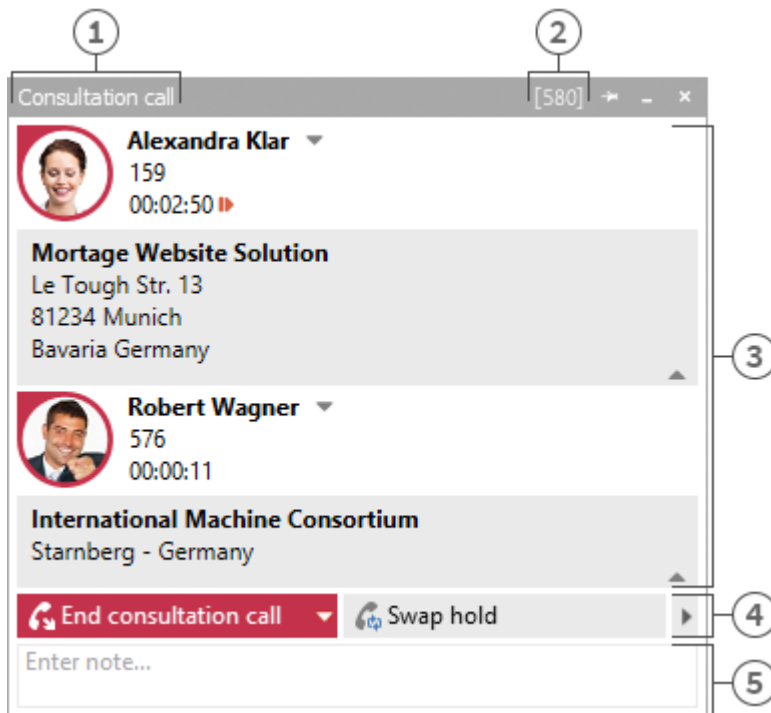 1 2
Consultation call [580]
Alexandra Klar
159
00:02:50
Mortage Website Solution
Le Tough Str. 13
81234 Munich
Bavaria Germany
3
Robert Wagner
576
00:00:11
International Machine Consortium
Starnberg - Germany
End consultation call Swap hold 4
Enter note...
5